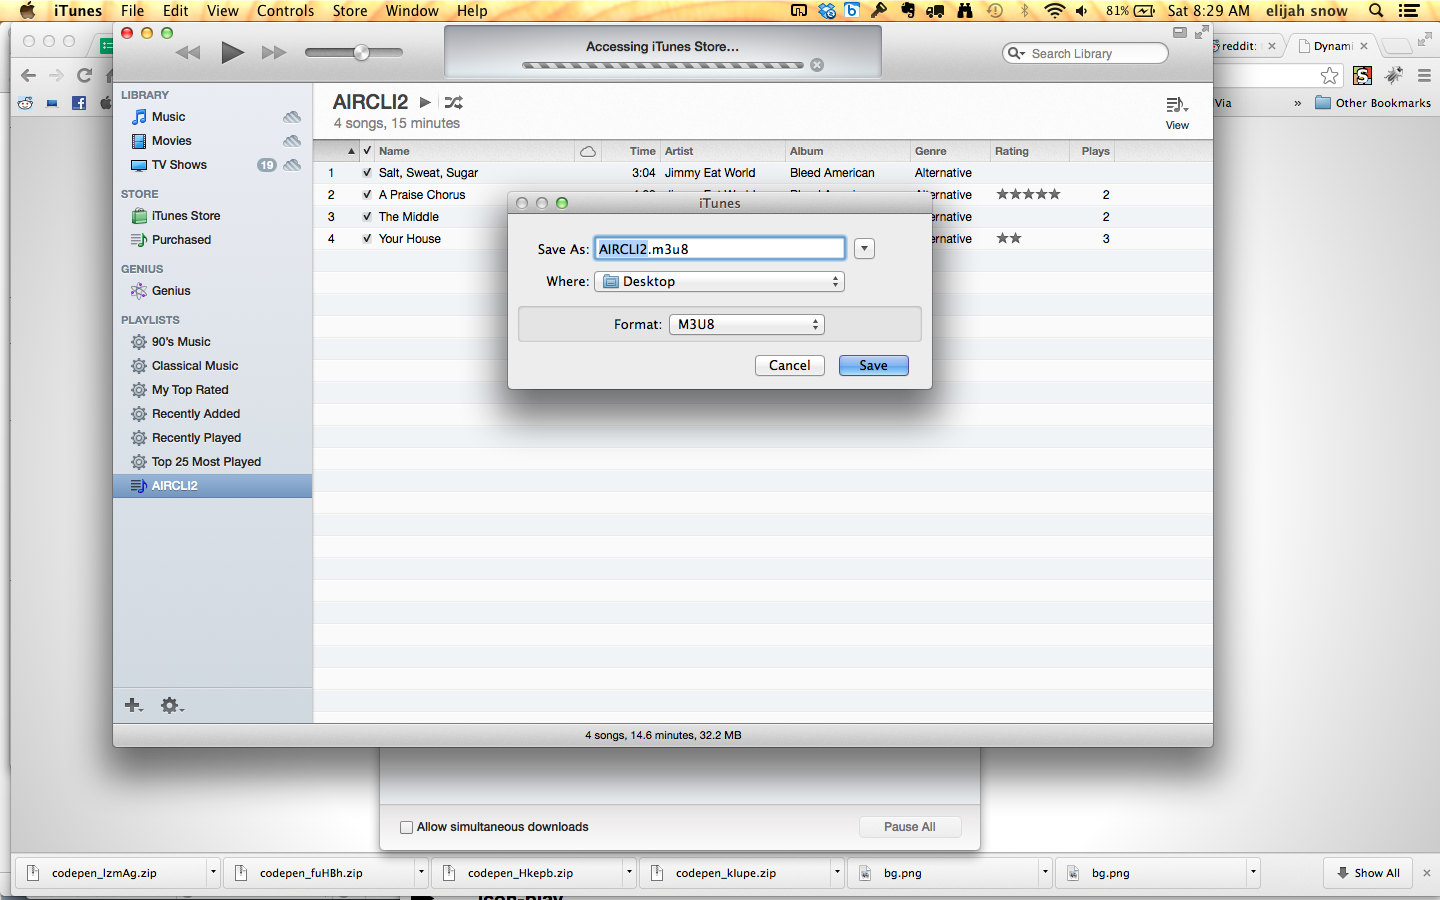 iTunes File Edit View Controls Store Window Help 81% Sat 8:29 AM elijah snow
Accessing iTunes Store...
Search Library
reddit:
Dynami
Via
»
Other Bookmarks
LIBRARY
Music
Movies
TV Shows 19
STORE
iTunes Store
Purchased
GENIUS
Genius
PLAYLISTS
90's Music
Classical Music
My Top Rated
Recently Added
Recently Played
Top 25 Most Played
AIRCLI2
AIRCLI2
4 songs, 15 minutes
View
Name Time Artist Album Genre Rating Plays
1 Salt, Sweat, Sugar 3:04 Jimmy Eat World Bleed American Alternative
2 A Praise Chorus ernative 2
3 The Middle ernative 2
4 Your House ernative 3
iTunes
Save As: AIRCLI2.m3u8
Where: Desktop
Format: M3U8
Cancel Save
4 songs, 14.6 minutes, 32.2 MB
Allow simultaneous downloads
Pause All
codepen_IzmAg.zip codepen_fuHBh.zip codepen_Hkepb.zip codepen_klupe.zip bg.png bg.png Show All